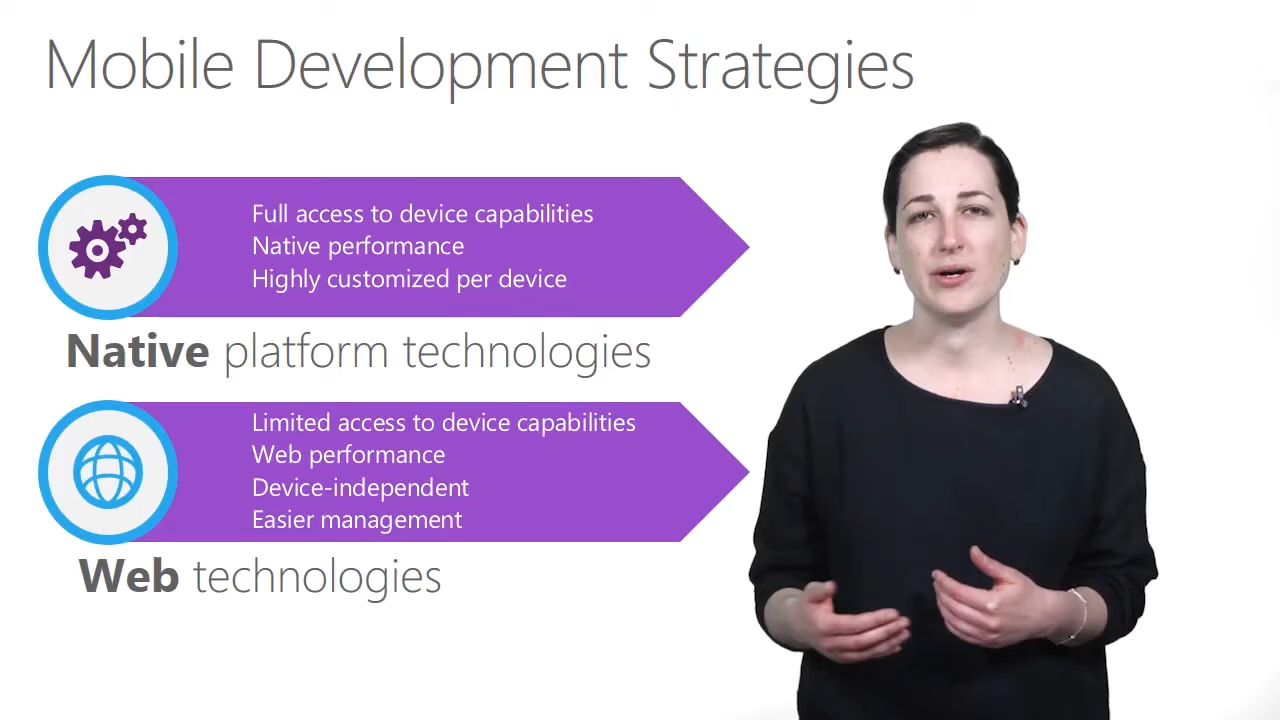 Mobile Development Strategies
Full access to device capabilities
Native performance
Highly customized per device
Native platform technologies
Limited access to device capabilities
Web performance
Device-independent
Easier management
Web technologies